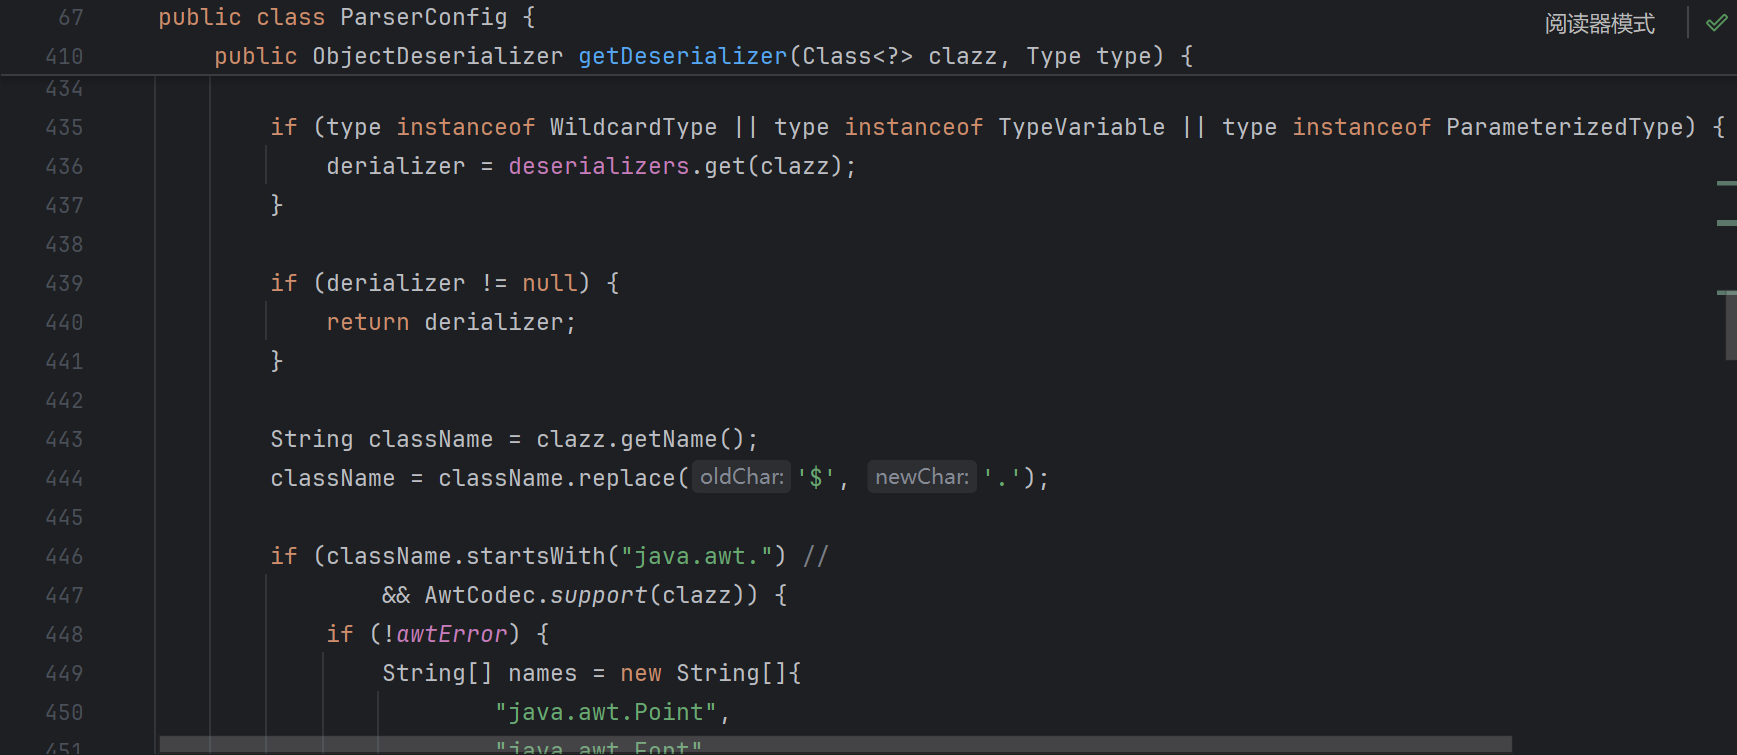 67 public class ParserConfig {
阅读器模式
410 public ObjectDeserializer getDeserializer(Class<?> clazz, Type type) {
434
435 if (type instanceof WildcardType || type instanceof TypeVariable || type instanceof ParameterizedType) {
436 derializer = deserializers.get(clazz);
437 }
438
439 if (derializer != null) {
440 return derializer;
441 }
442
443 String className = clazz.getName();
444 className = className.replace( oldChar: '$', newChar: '.');
445
446 if (className.startsWith("java.awt.") //
447 && AwtCodec.support(clazz)) {
448 if (!awtError) {
449 String[] names = new String[]{
450 "java.awt.Point",
451 "java.awt.Font"